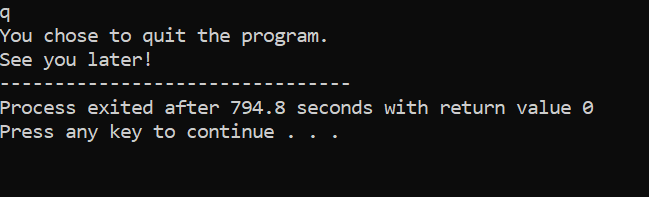 q
You chose to quit the program.
See you later!
--------------------------------
Process exited after 794.8 seconds with return value 0
Press any key to continue . . .